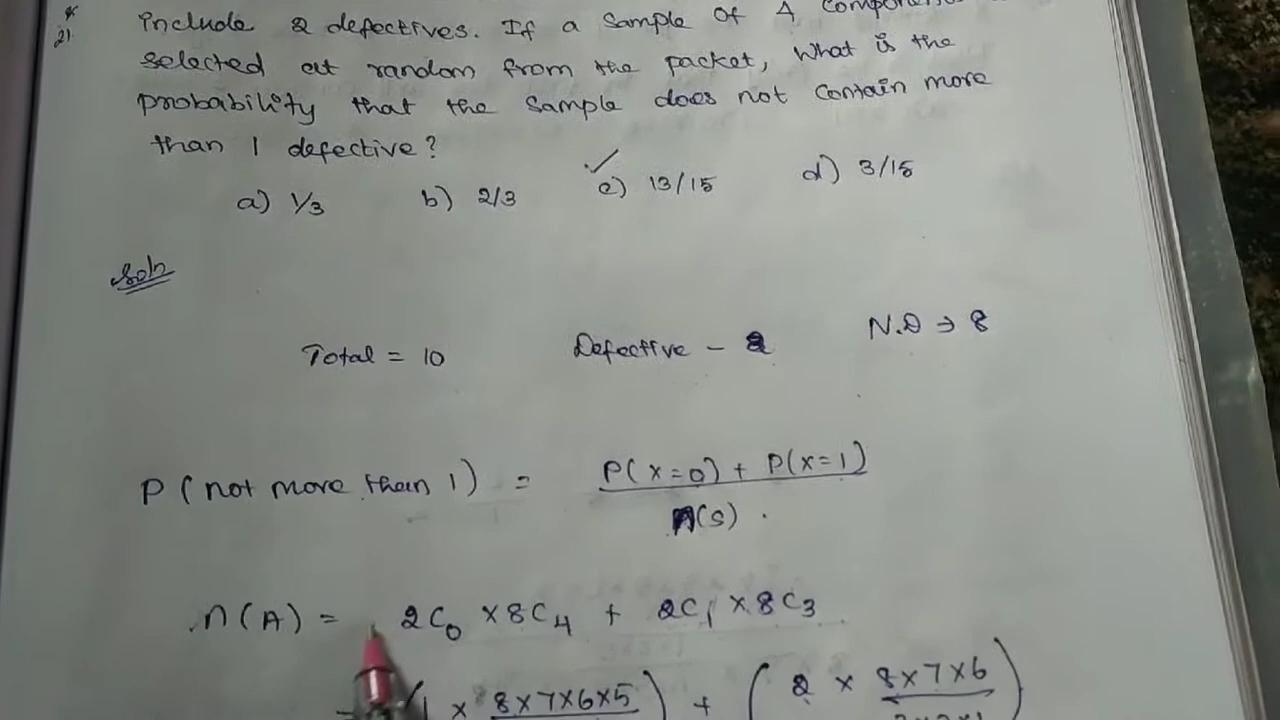 21
include 2 defectives. If a sample of 4
selected at random from the packet, what is the
probability that the sample does not contain more
than 1 defective?
a) 1/3 b) 2/3 c) 13/15 d) 3/15
Soln
Total = 10 Defective - 2 N.D → 8
P (not more than 1) = P(x=0) + P(x=1)
n(s) .
n(A) = 2C0 × 8C4 + 2C1 × 8C3
= (1 × 8×7×6×5) + (2 × 8×7×6)